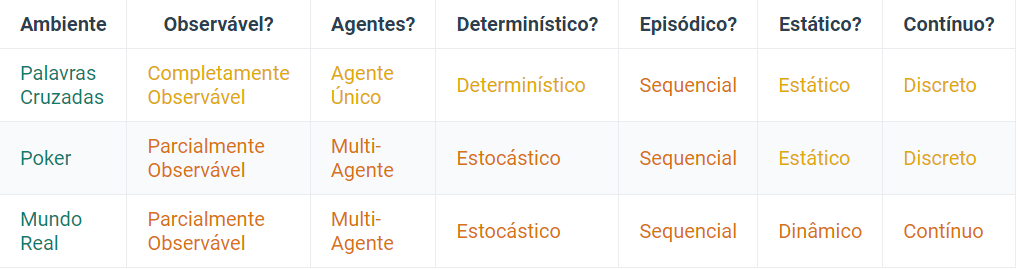 Ambiente Observável? Agentes? Determinístico? Episódico? Estático? Contínuo?
Palavras Completamente Agente
Cruzadas Observável Único Determinístico Sequencial Estático Discreto
Poker Parcialmente Observável Multi-Agente Estocástico Sequencial Estático Discreto
Mundo Parcialmente Multi-
Real Observável Agente Estocástico Sequencial Dinâmico Contínuo